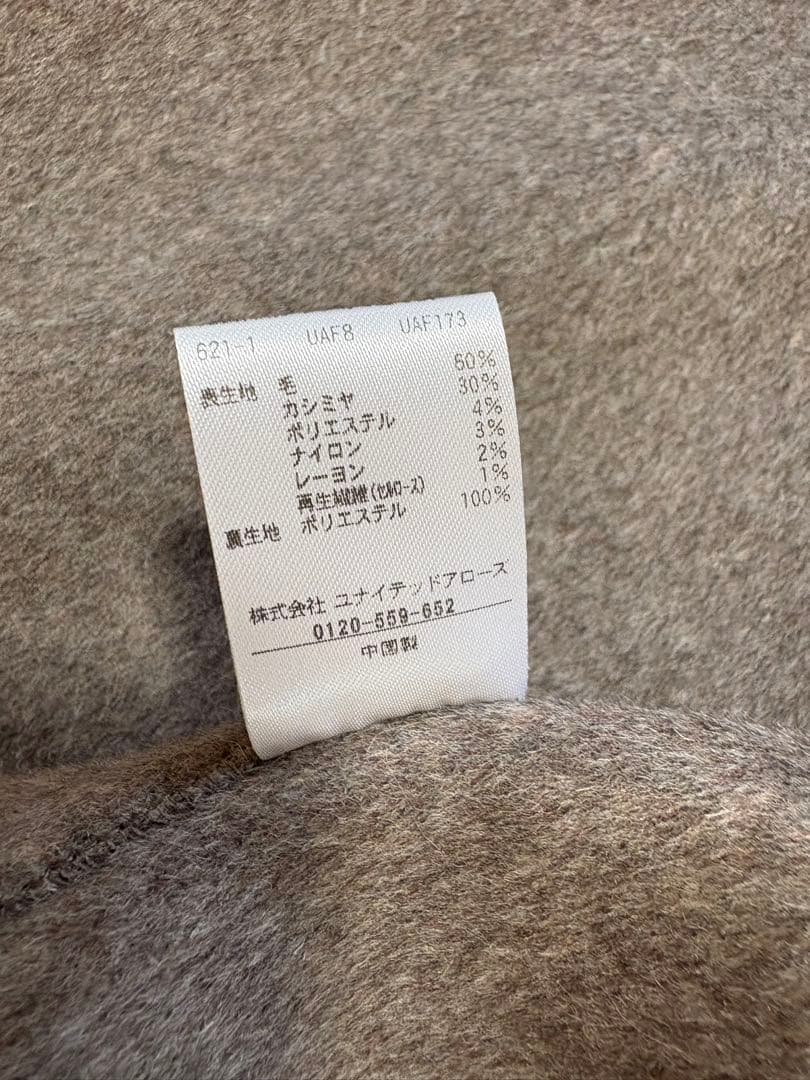 621-1 UAF8 UAF173
表生地 毛 60%
カシミヤ 30%
ポリエステル 4%
ナイロン 3%
レーヨン 2%
再生繊維(セルロース) 1%
裏生地 ポリエステル 100%
株式会社 ユナイテッドアローズ
0120-559-652
中国製